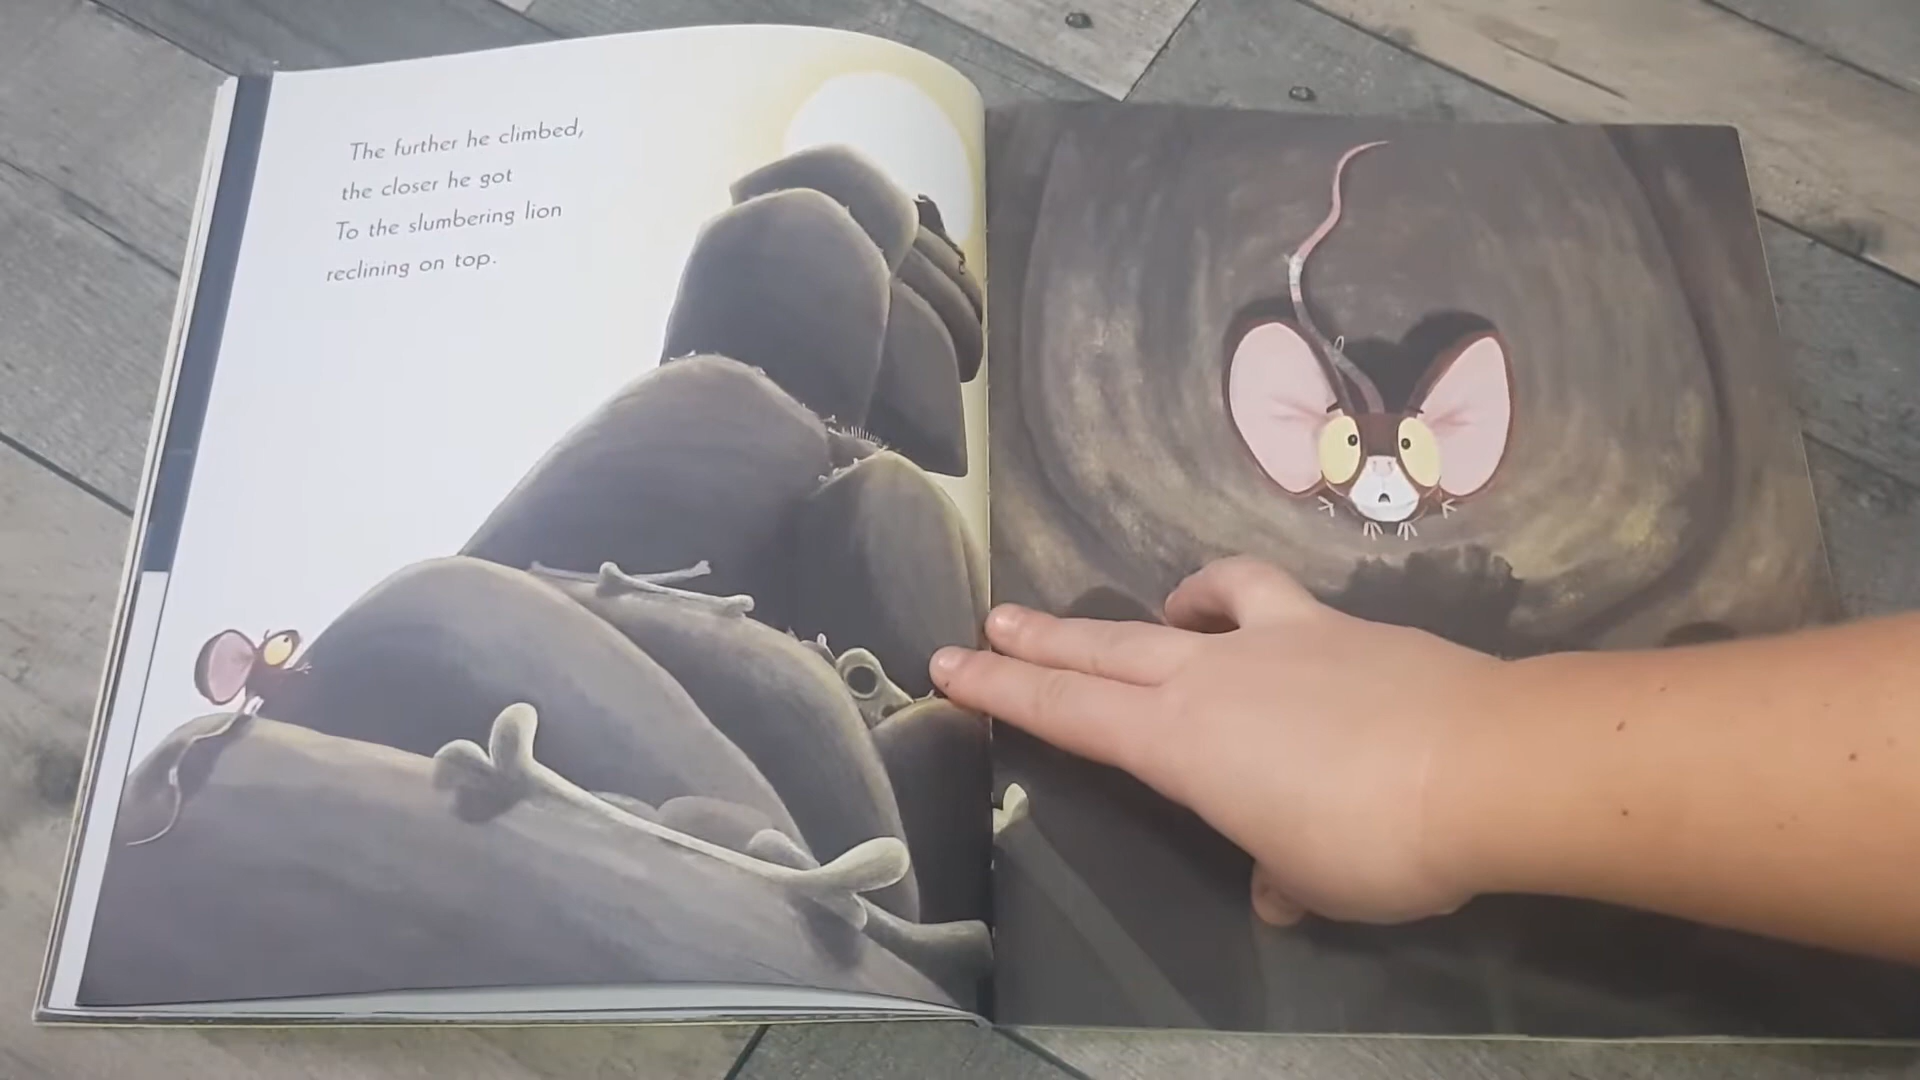 The further he climbed,
the closer he got
To the slumbering lion
reclining on top.